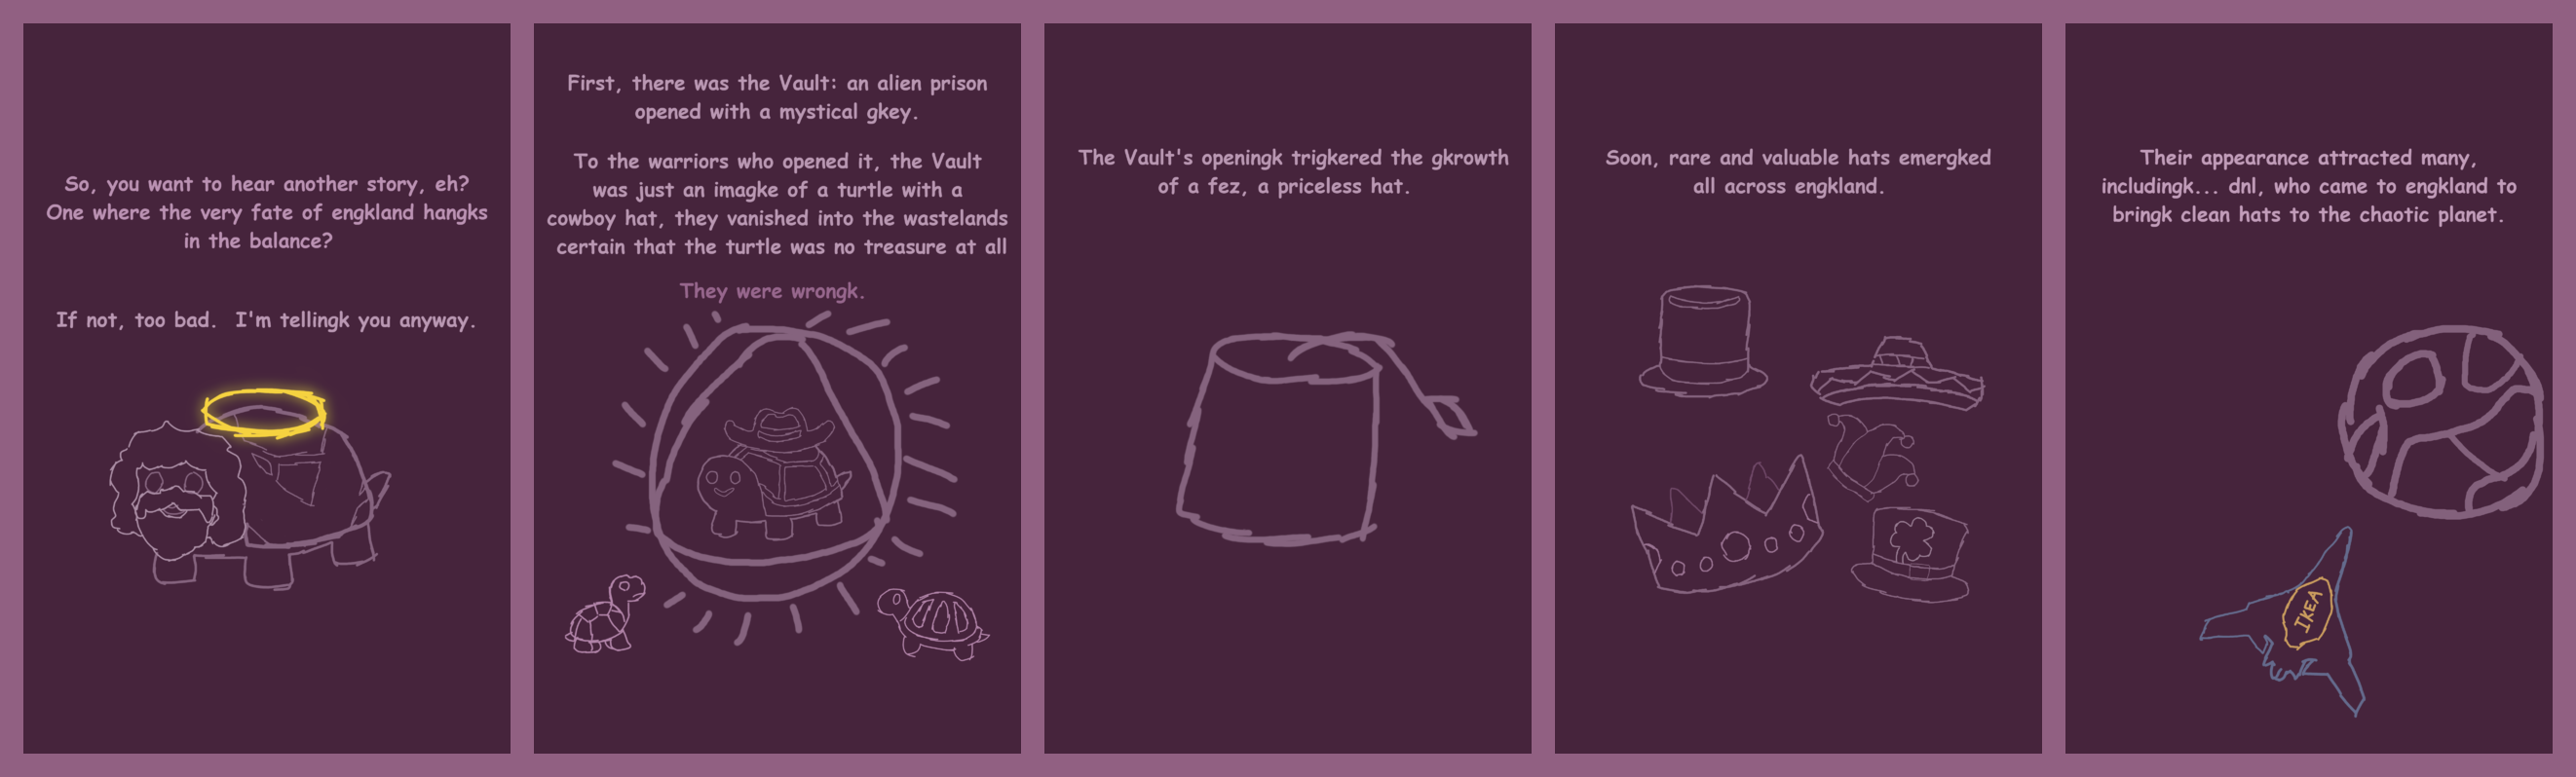 So, you want to hear another story, eh?
One where the very fate of engkland hangks
in the balance?
If not, too bad.  I'm tellingk you anyway.
First, there was the Vault: an alien prison
opened with a mystical gkey.
To the warriors who opened it, the Vault
was just an imagke of a turtle with a
cowboy hat, they vanished into the wastelands
certain that the turtle was no treasure at all
They were wrongk.
The Vault's openingk trigkered the gkrowth
of a fez, a priceless hat.
Soon, rare and valuable hats emergked
all across engkland.
Their appearance attracted many,
includingk... dnl, who came to engkland to
bringk clean hats to the chaotic planet.
IKEA